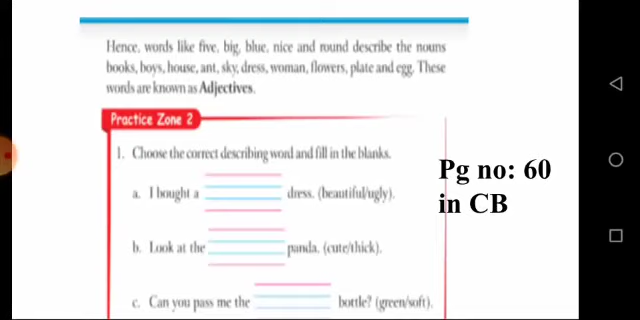 Hence, words like five, big, blue, nice and round describe the nouns
books, boys, house, ant, sky, dress, woman, flowers, plate and egg. These
words are known as Adjectives.
Practice Zone 2
1. Choose the correct describing word and fill in the blanks.
a. I bought a dress. (beautiful/ugly).
b. Look at the panda. (cute/thick).
c. Can you pass me the bottle? (green/soft).
Pg no: 60
in CB